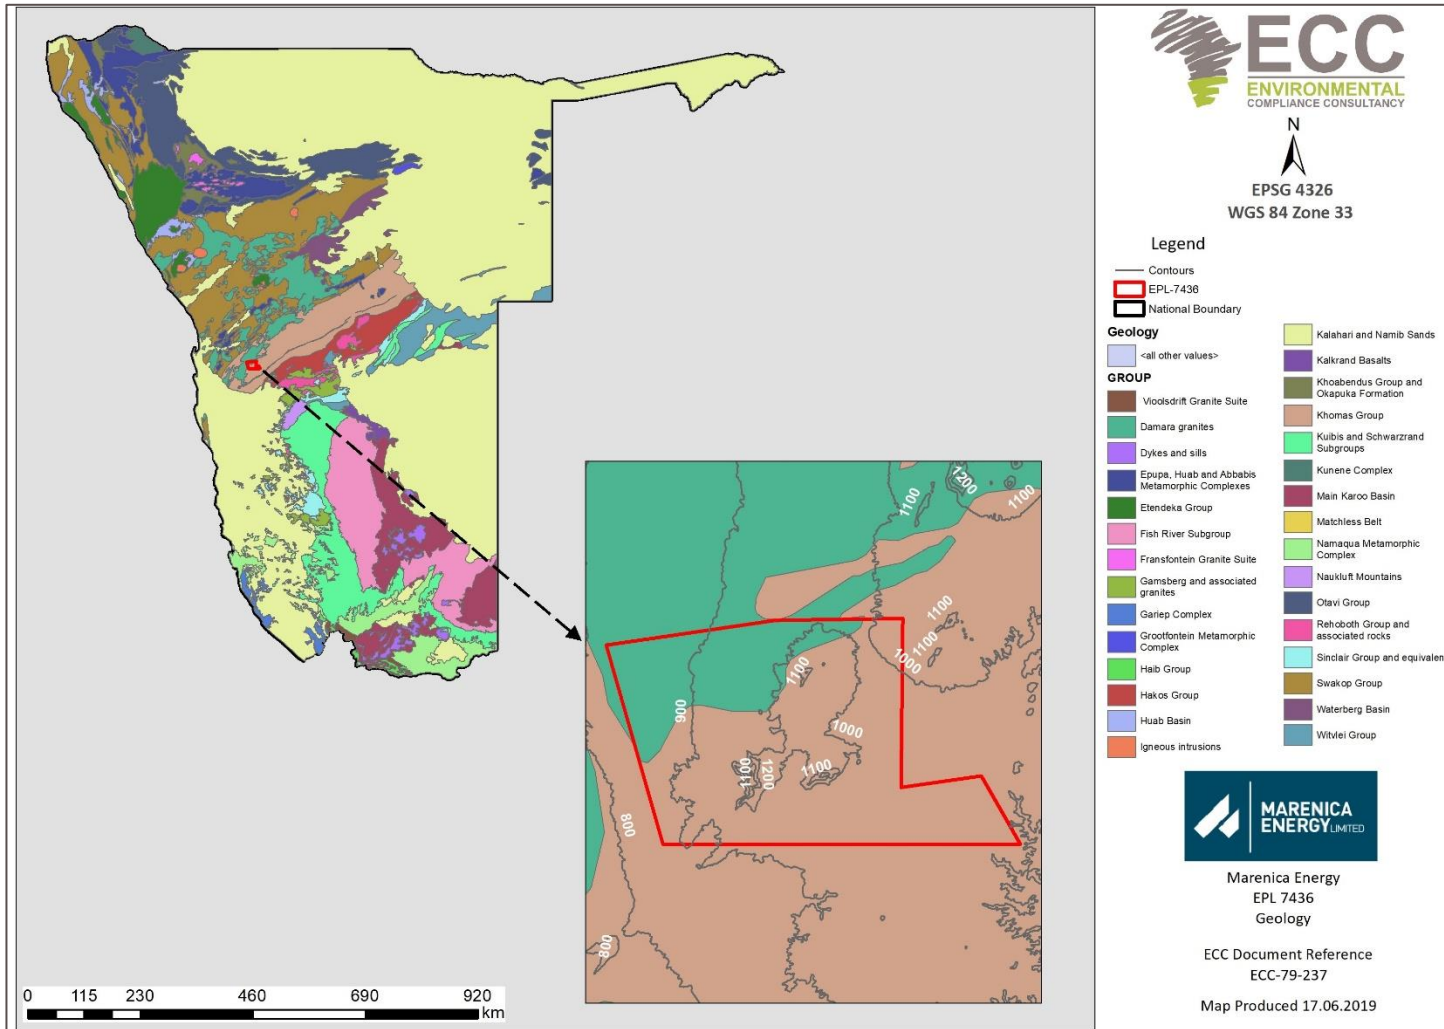 ECC
ENVIRONMENTAL
COMPLIANCE CONSULTANCY
N
EPSG 4326
WGS 84 Zone 33
Legend
Contours
EPL-7436
National Boundary
Geology
<all other values>
GROUP
Vioolsdrift Granite Suite
Damara granites
Dykes and sills
Epupa, Huab and Abbabis
Metamorphic Complexes
Etendeka Group
Fish River Subgroup
Fransfontein Granite Suite
Gamsberg and associated
granites
Gariep Complex
Grootfontein Metamorphic
Complex
Haib Group
Hakos Group
Huab Basin
Igneous intrusions
Kalahari and Namib Sands
Kalkrand Basalts
Khoabendus Group and
Okapuka Formation
Khomas Group
Kuibis and Schwarzrand
Subgroups
Kunene Complex
Main Karoo Basin
Matchless Belt
Namaqua Metamorphic
Complex
Naukluft Mountains
Otavi Group
Rehoboth Group and
associated rocks
Sinclair Group and equivalen
Swakop Group
Waterberg Basin
Witvlei Group
1200
1100
1100
1100
1100
1000
1100
900
1000
1100
1200
1100
800
800
0 115 230 460 690 920
km
MARENICA
ENERGY LIMITED
Marenica Energy
EPL 7436
Geology
ECC Document Reference
ECC-79-237
Map Produced 17.06.2019